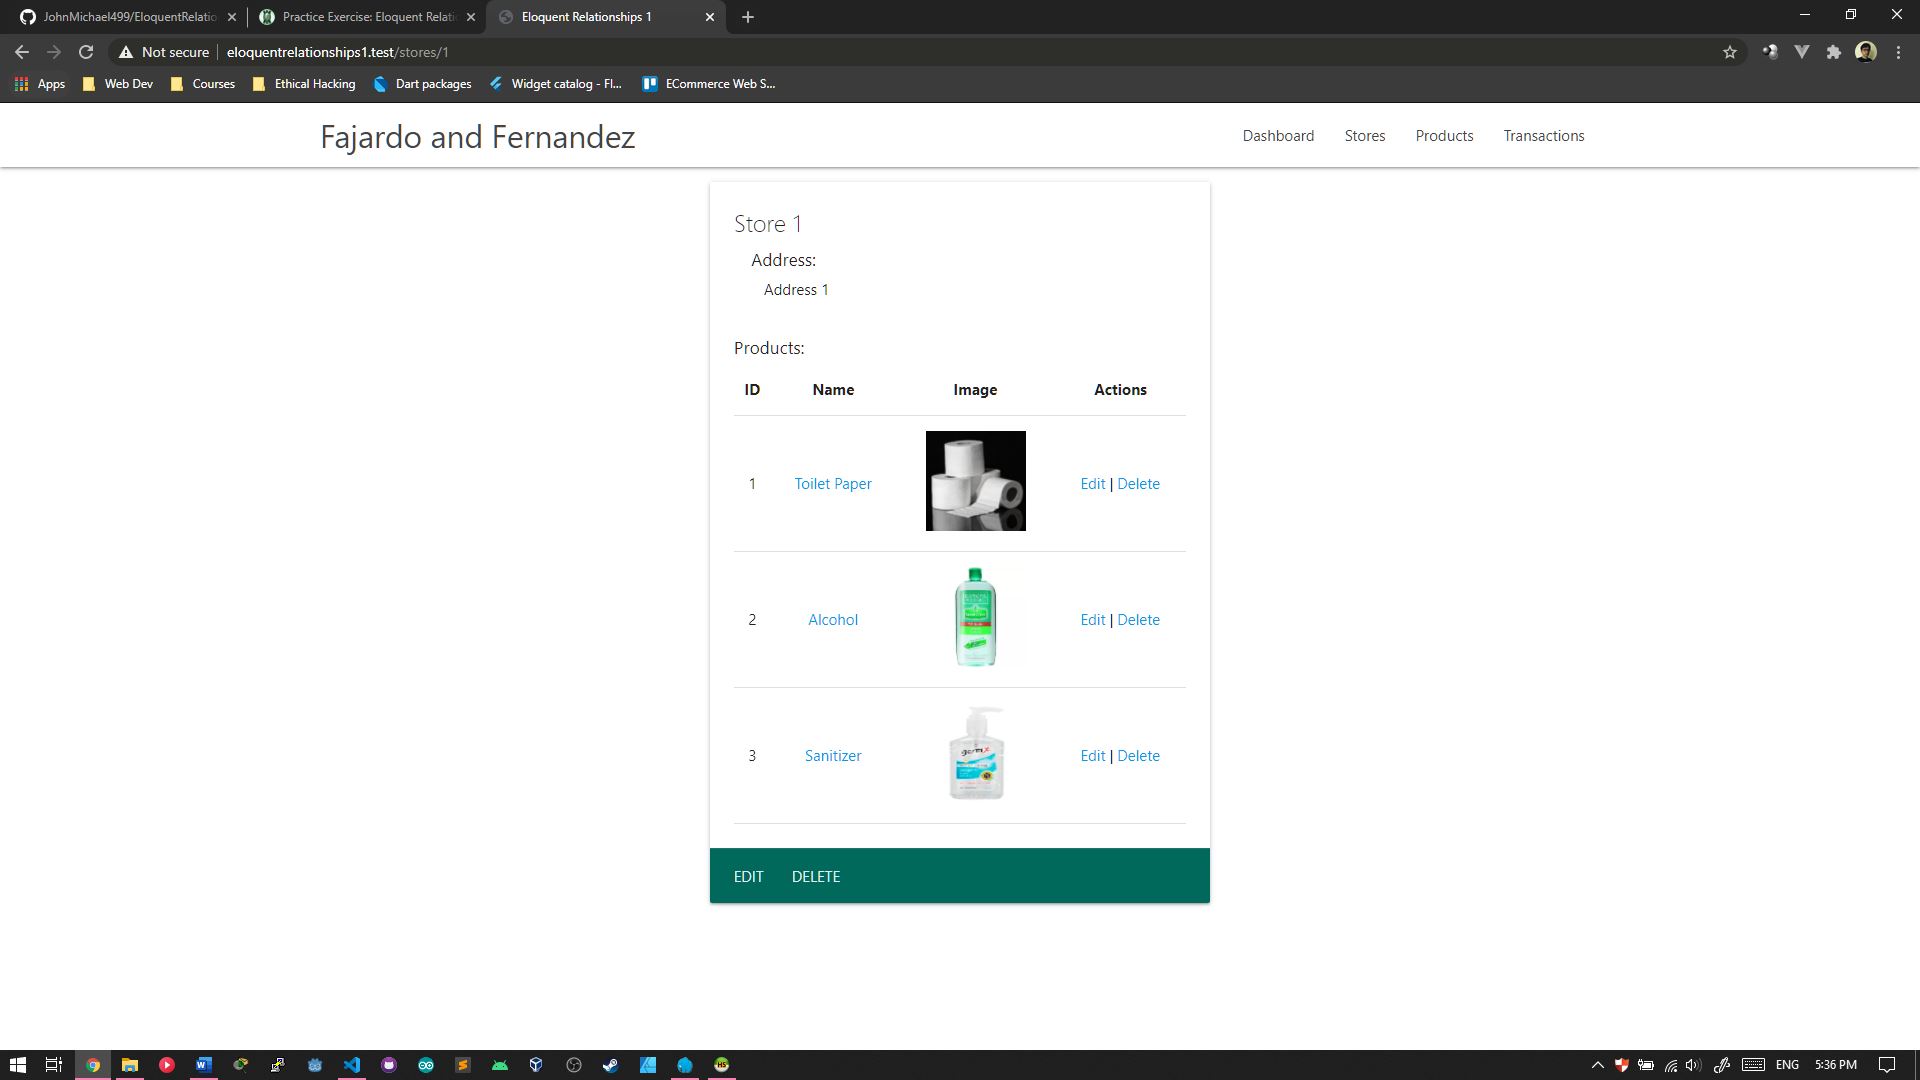 JohnMichael499/EloquentRelatio
Practice Exercise: Eloquent Relati
Eloquent Relationships 1
Not secure eloquentrelationships1.test/stores/1
Apps Web Dev Courses Ethical Hacking Dart packages Widget catalog - Fl... ECommerce Web S...
Fajardo and Fernandez Dashboard Stores Products Transactions
Store 1
Address:
Address 1
Products:
ID Name Image Actions
1 Toilet Paper Edit | Delete
2 Alcohol Edit | Delete
3 Sanitizer Edit | Delete
EDIT DELETE
ENG 5:36 PM